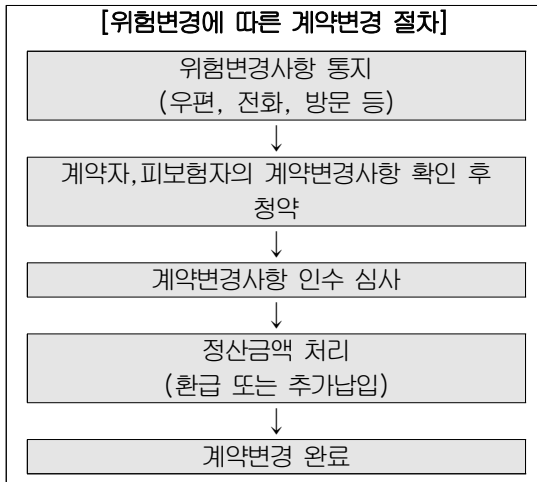 [위험변경에 따른 계약변경 절차]
위험변경사항 통지
(우편, 전화, 방문 등)
↓
계약자,피보험자의 계약변경사항 확인 후
청약
↓
계약변경사항 인수 심사
↓
정산금액 처리
(환급 또는 추가납입)
↓
계약변경 완료